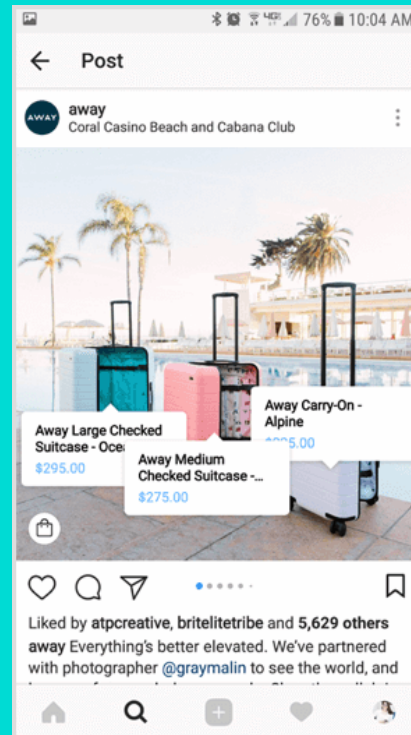 76% 10:04 AM
Post
AWAY
away
Coral Casino Beach and Cabana Club
Away Large Checked
Suitcase -
$295.00
Away Medium
Checked Suitcase -...
$275.00
Away Carry-On -
Alpine
Liked by atpcreative, britelitetribe and 5,629 others
away Everything's better elevated. We've partnered
with photographer @graymalin to see the world, and